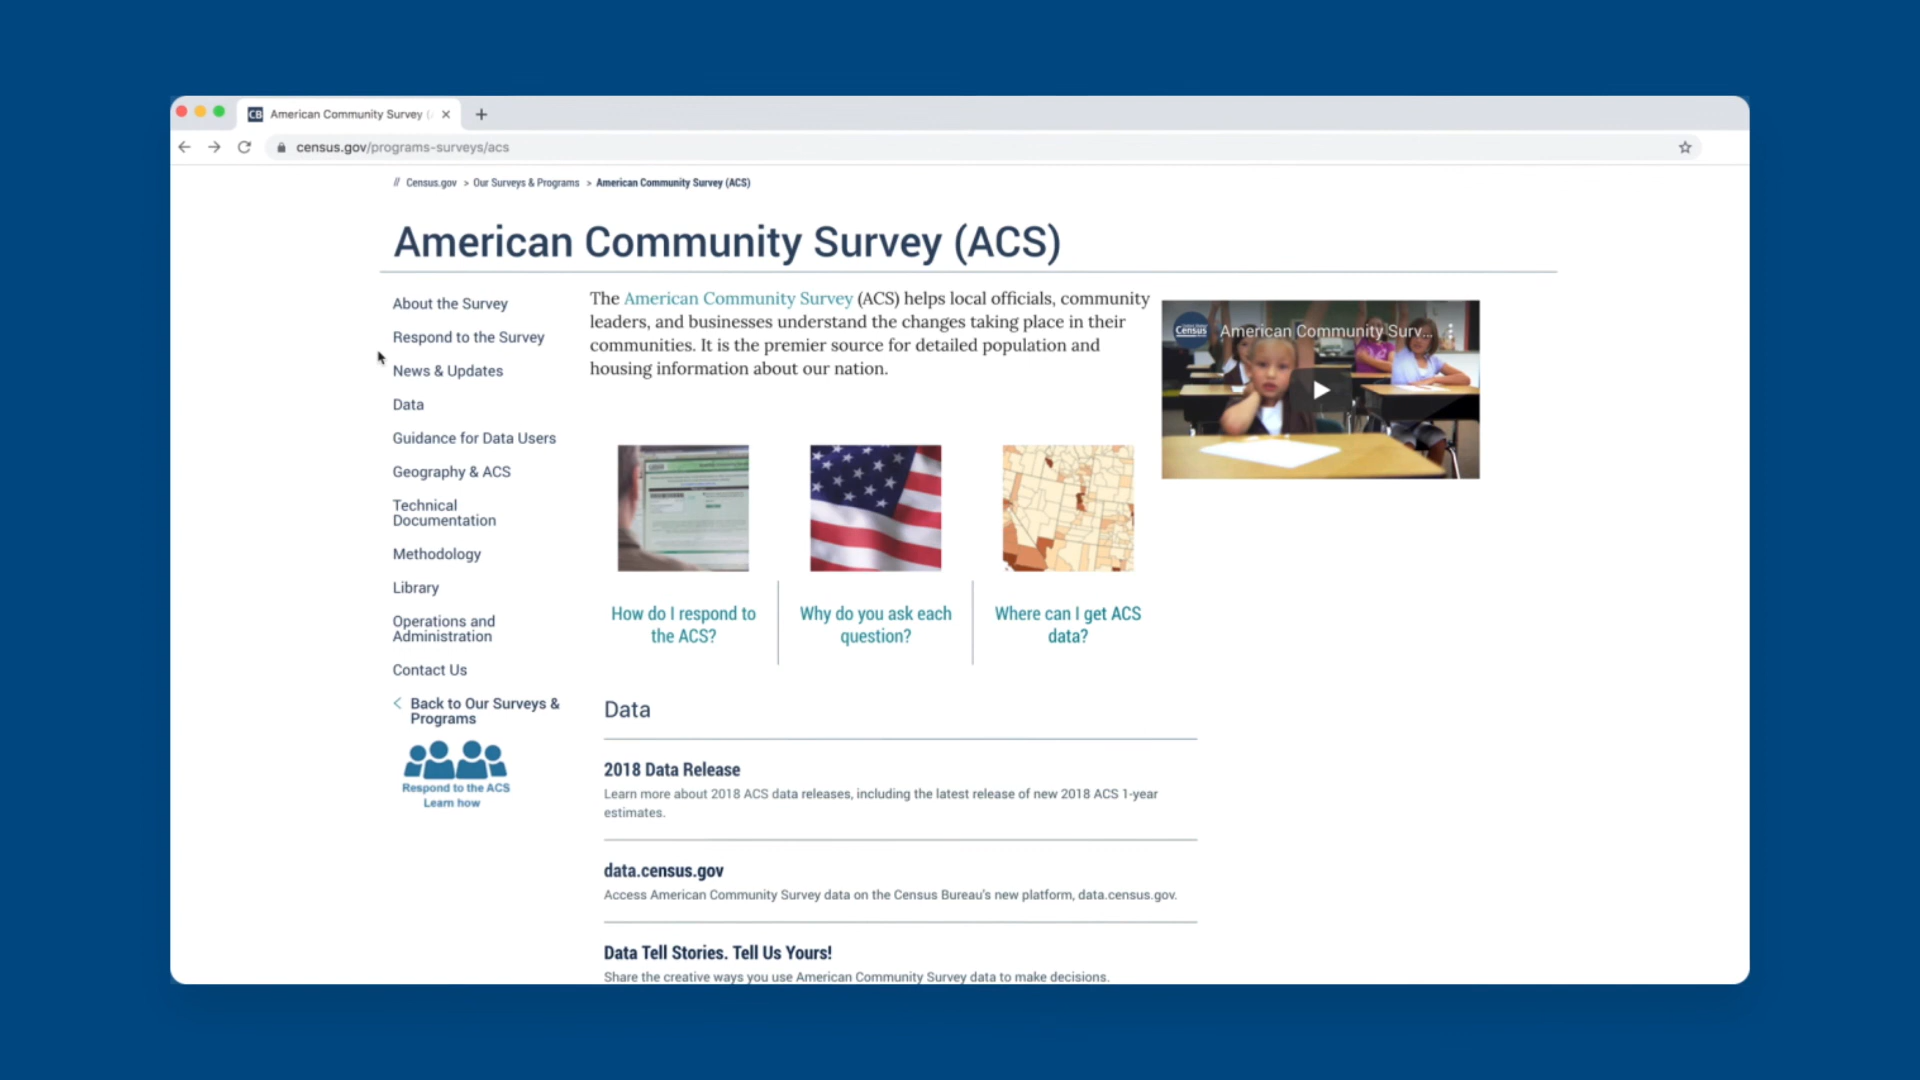 CB American Community Survey (
census.gov/programs-surveys/acs
// Census.gov > Our Surveys & Programs > American Community Survey (ACS)
American Community Survey (ACS)
About the Survey
Respond to the Survey
News & Updates
Data
Guidance for Data Users
Geography & ACS
Technical
Documentation
Methodology
Library
Operations and
Administration
Contact Us
Back to Our Surveys &
Programs
Respond to the ACS
Learn how
The American Community Survey (ACS) helps local officials, community
leaders, and businesses understand the changes taking place in their
communities. It is the premier source for detailed population and
housing information about our nation.
Census American Community Surv...
How do I respond to
the ACS?
Why do you ask each
question?
Where can I get ACS
data?
Data
2018 Data Release
Learn more about 2018 ACS data releases, including the latest release of new 2018 ACS 1-year
estimates.
data.census.gov
Access American Community Survey data on the Census Bureau's new platform, data.census.gov.
Data Tell Stories. Tell Us Yours!
Share the creative ways you use American Community Survey data to make decisions.